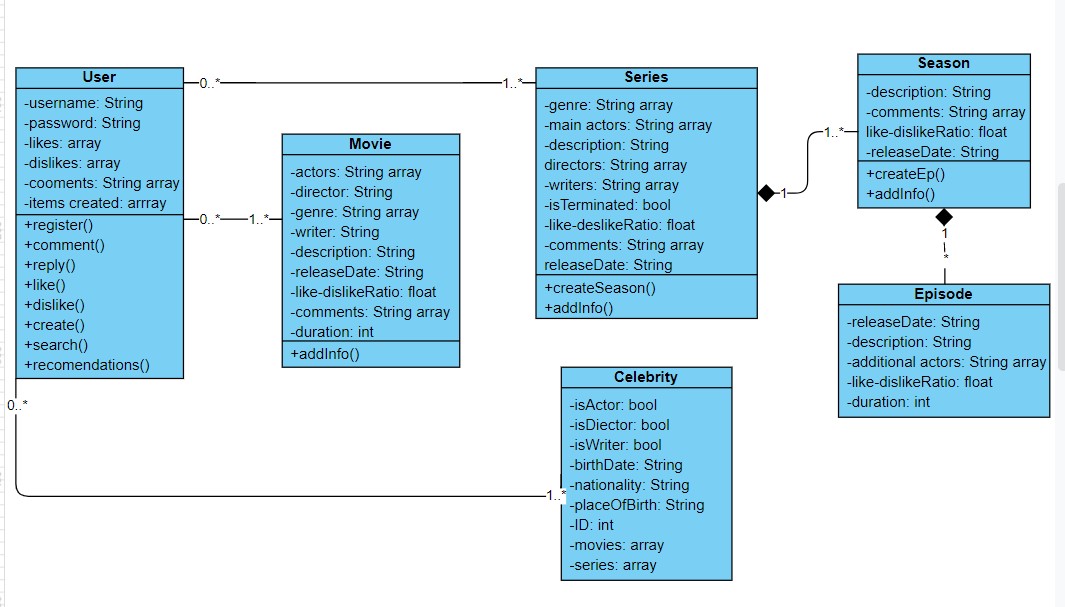 User
-username: String
-password: String
-likes: array
-dislikes: array
-cooments: String array
-items created: arrray
+register()
+comment()
+reply()
+like()
+dislike()
+create()
+search()
+recomendations()
0..*
1..*
0..*
1..*
0..*
1..*
Movie
-actors: String array
-director: String
-genre: String array
-writer: String
-description: String
-releaseDate: String
-like-dislikeRatio: float
-comments: String array
-duration: int
+addInfo()
Series
-genre: String array
-main actors: String array
-description: String
directors: String array
-writers: String array
-isTerminated: bool
-like-deslikeRatio: float
-comments: String array
releaseDate: String
+createSeason()
+addInfo()
1
1..*
Season
-description: String
-comments: String array
like-dislikeRatio: float
-releaseDate: String
+createEp()
+addInfo()
1
*
Episode
-releaseDate: String
-description: String
-additional actors: String array
-like-dislikeRatio: float
-duration: int
Celebrity
-isActor: bool
-isDiector: bool
-isWriter: bool
-birthDate: String
-nationality: String
-placeOfBirth: String
-ID: int
-movies: array
-series: array